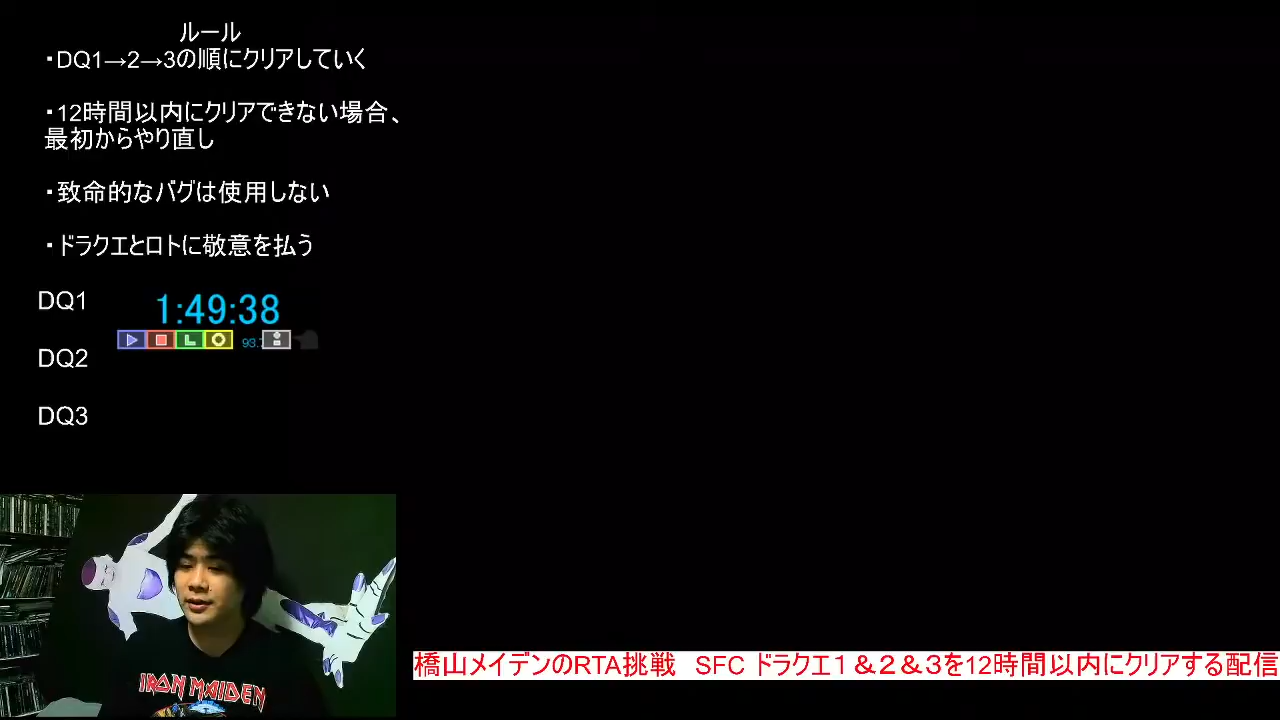 ルール
・DQ1→2→3の順にクリアしていく
・12時間以内にクリアできない場合、
最初からやり直し
・致命的なバグは使用しない
・ドラクエとロトに敬意を払う
DQ1
1:49:38
DQ2
DQ3
IRON MAIDEN
橋山メイデンのRTA挑戦 SFC ドラクエ1&2&3を12時間以内にクリアする配信